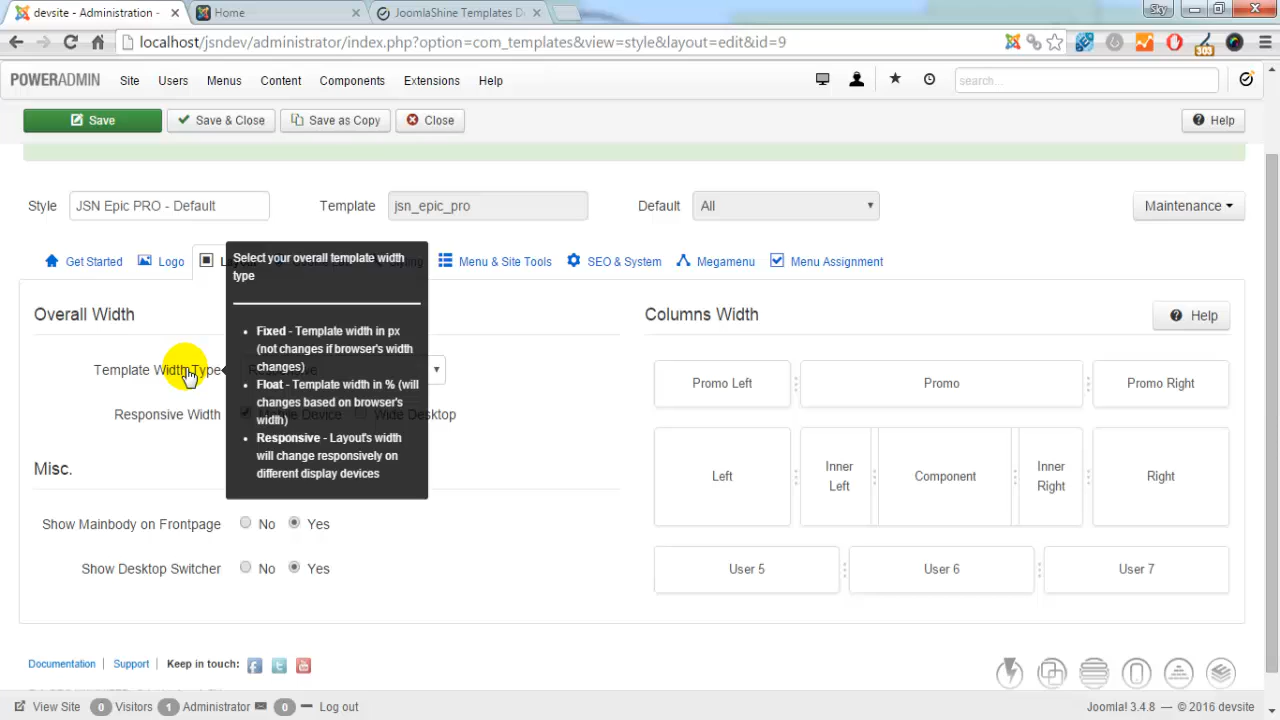 devsite - Administration -
Home
JoomlaShine Templates D
Sky
localhost/jsndev/administrator/index.php?option=com_templates&view=style&layout=edit&id=9
303
POWERADMIN Site Users Menus Content Components Extensions Help search...
Save Save & Close Save as Copy Close Help
Style JSN Epic PRO - Default Template jsn_epic_pro Default All Maintenance
Get Started Logo Menu & Site Tools SEO & System Megamenu Menu Assignment
Select your overall template width
type
Fixed - Template width in px
(not changes if browser's width
changes)
Float - Template width in % (will
changes based on browser's
width)
Responsive - Layout's width
will change responsively on
different display devices
Overall Width
Template Width Type Responsive
Responsive Width Mobile Device Wide Desktop
Misc.
Show Mainbody on Frontpage No Yes
Show Desktop Switcher No Yes
Columns Width Help
Promo Left Promo Promo Right
Left Inner Left Component Inner Right Right
User 5 User 6 User 7
Documentation | Support | Keep in touch:
View Site 0 Visitors 1 Administrator 0 Log out Joomla! 3.4.8 — © 2016 devsite